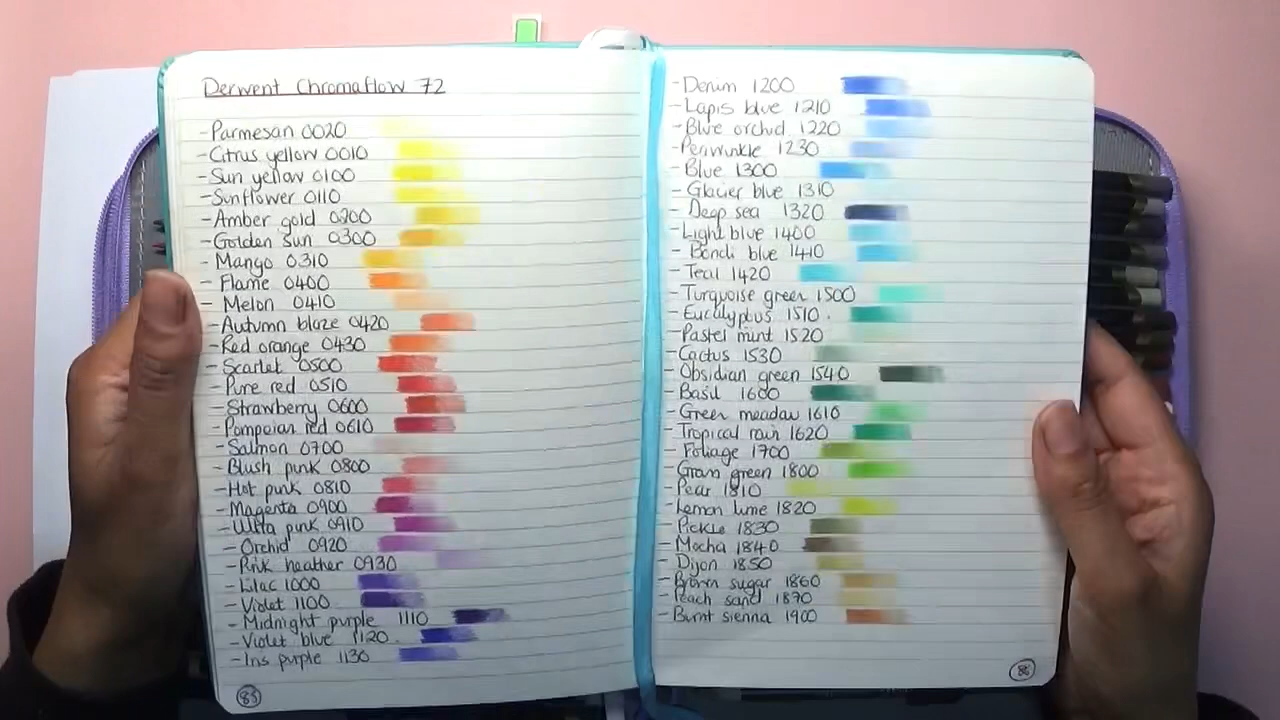 Derwent Chromaflow 72
- Parmesan 0020
- Citrus yellow 0010
- Sun yellow 0100
- Sunflower 0110
- Amber gold 0200
- Golden sun 0300
- Mango 0310
- Flame 0400
- Melon 0410
- Autumn blaze 0420
- Red orange 0430
- Scarlet 0500
- Pure red 0510
- Strawberry 0600
- Pompeian red 0610
- Salmon 0700
- Blush pink 0800
- Hot pink 0810
- Magenta 0900
- Ultra pink 0910
- Orchid 0920
- Pink heather 0930
- Lilac 1000
- Violet 1100
- Midnight purple 1110
- Violet blue 1120.
- Iris purple 1130
83
- Denim 1200
- Lapis blue 1210
- Blue orchid 1220
- Periwinkle 1230
- Blue 1300
- Glacier blue 1310
- Deep sea 1320
- Light blue 1400
- Bondi blue 1410
- Teal 1420
- Turquoise green 1500
- Eucalyptus 1510.
- Pastel mint 1520
- Cactus 1530
- Obsidian green 1540
- Basil 1600
- Green meadow 1610
- Tropical rain 1620
- Foliage 1700
- Grass green 1800
- Pear 1810
- Lemon lime 1820
- Pickle 1830
- Mocha 1840
- Dijon 1850
- Brown sugar 1860
- Peach sand 1870
- Burnt sienna 1900